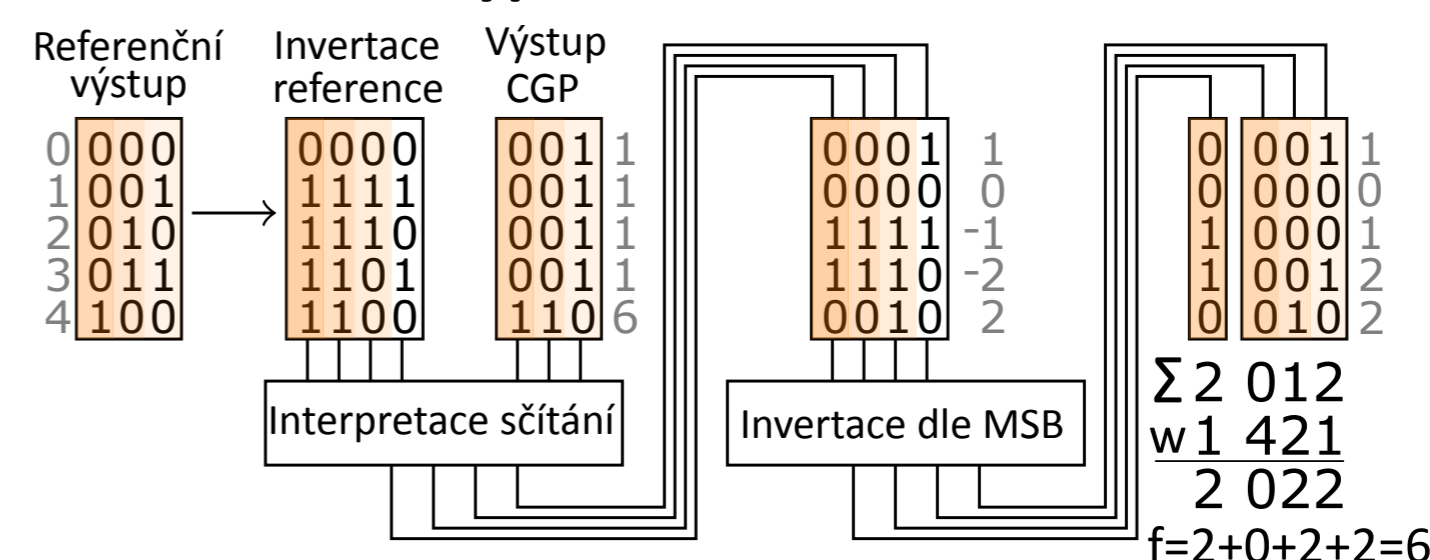 Referenční výstup
Invertace reference
Výstup CGP
0 000
1 001
2 010
3 011
4 100
0000
1111
1110
1101
1100
001 1
001 1
001 1
001 1
110 6
0001 1
0000 0
1111 -1
1110 -2
0010 2
0 001 1
0 000 0
1 000 1
1 001 2
0 010 2
Interpretace sčítání
Invertace dle MSB
Σ2 012
w1 421
2 022
f=2+0+2+2=6